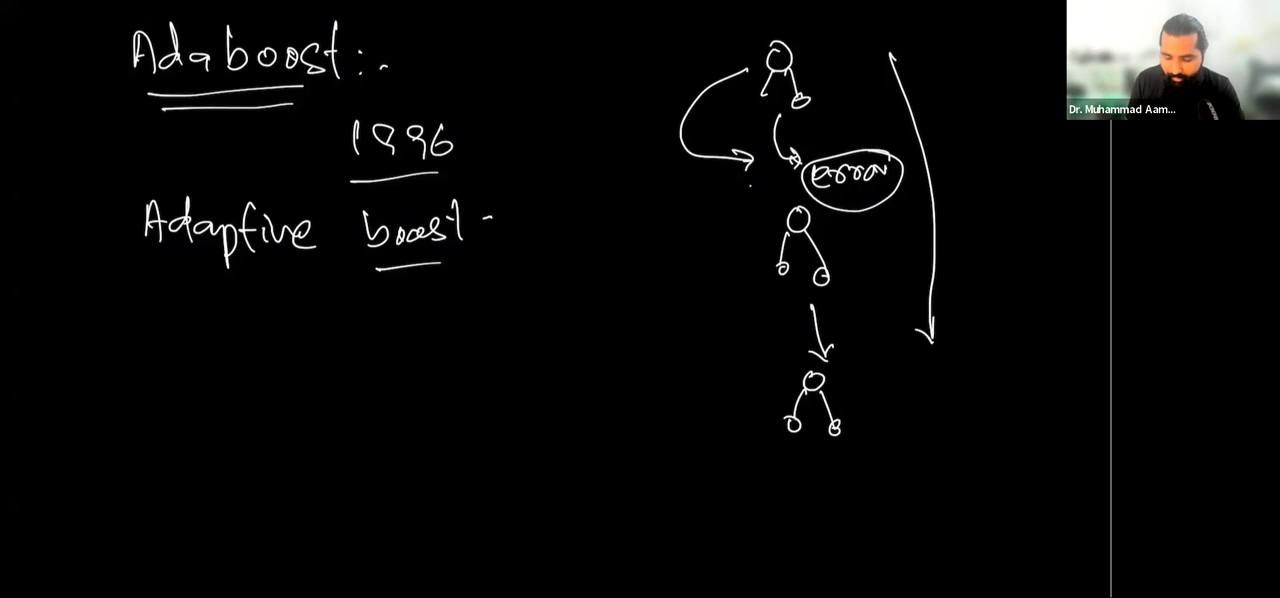 Adaboost :-
1996
Adaptive boost -
error
Dr. Muhammad Aam...